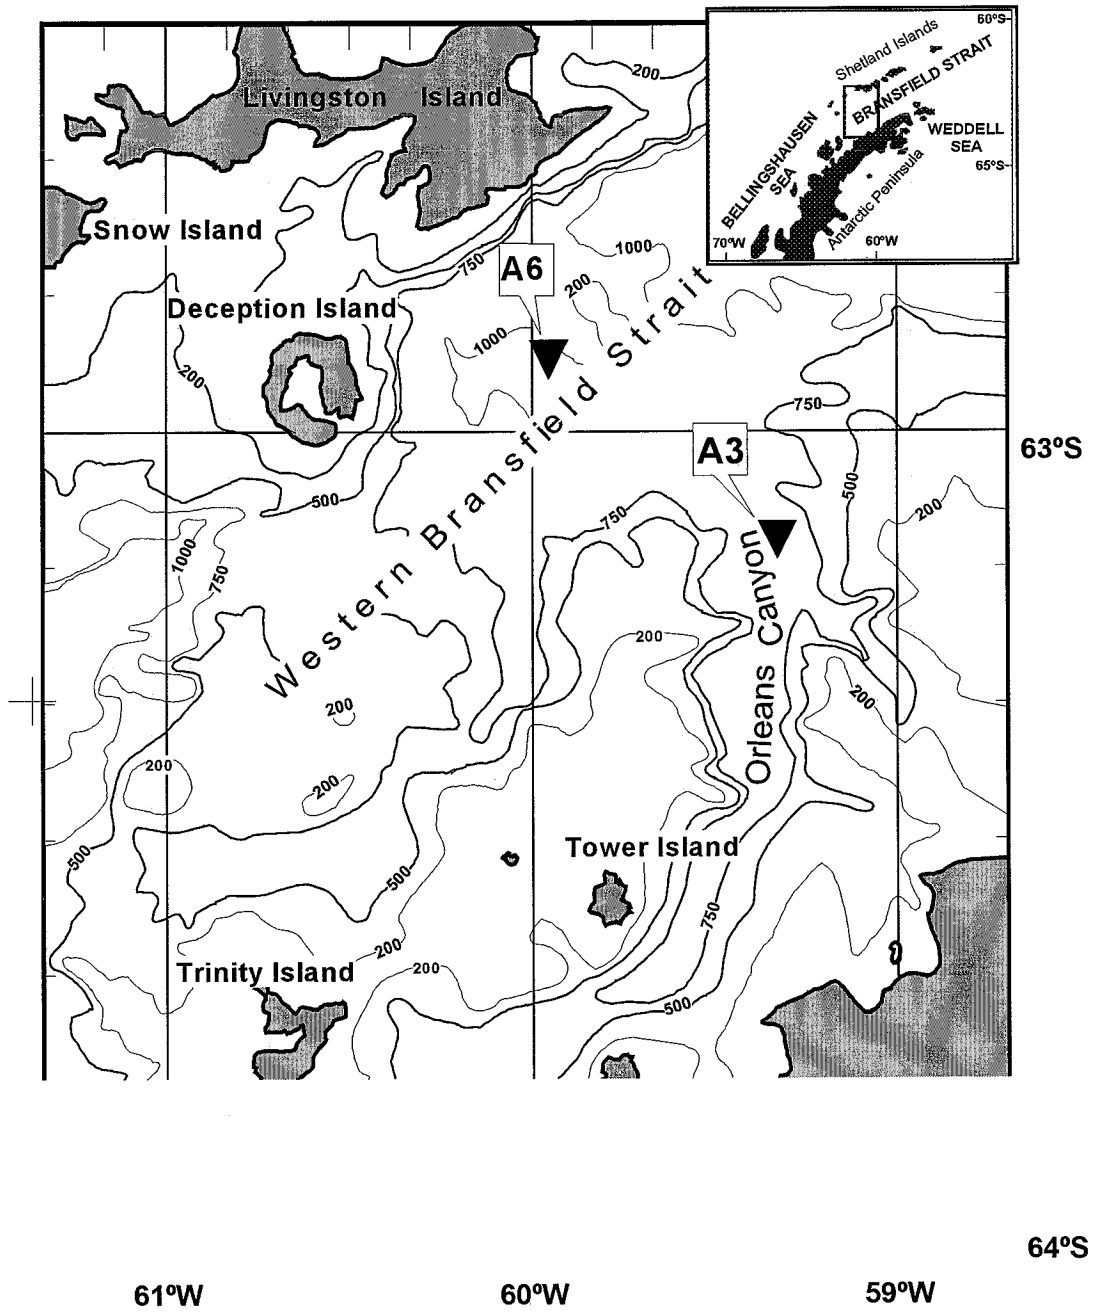 60ºS
Shetland Islands
BRANSFIELD STRAIT
BELLINGSHAUSEN
SEA
WEDDELL
SEA
65ºS
Antarctic Peninsula
70ºW
60ºW
200
Livingston Island
Snow Island
750
1000
A6
200
Deception Island
1000
200
Western Bransfield Strait
750
A3
63ºS
500
500
200
750
1000
750
Orleans Canyon
200
200
200
200
200
500
Tower Island
500
750
200
200
Trinity Island
500
64ºS
61ºW
60ºW
59ºW